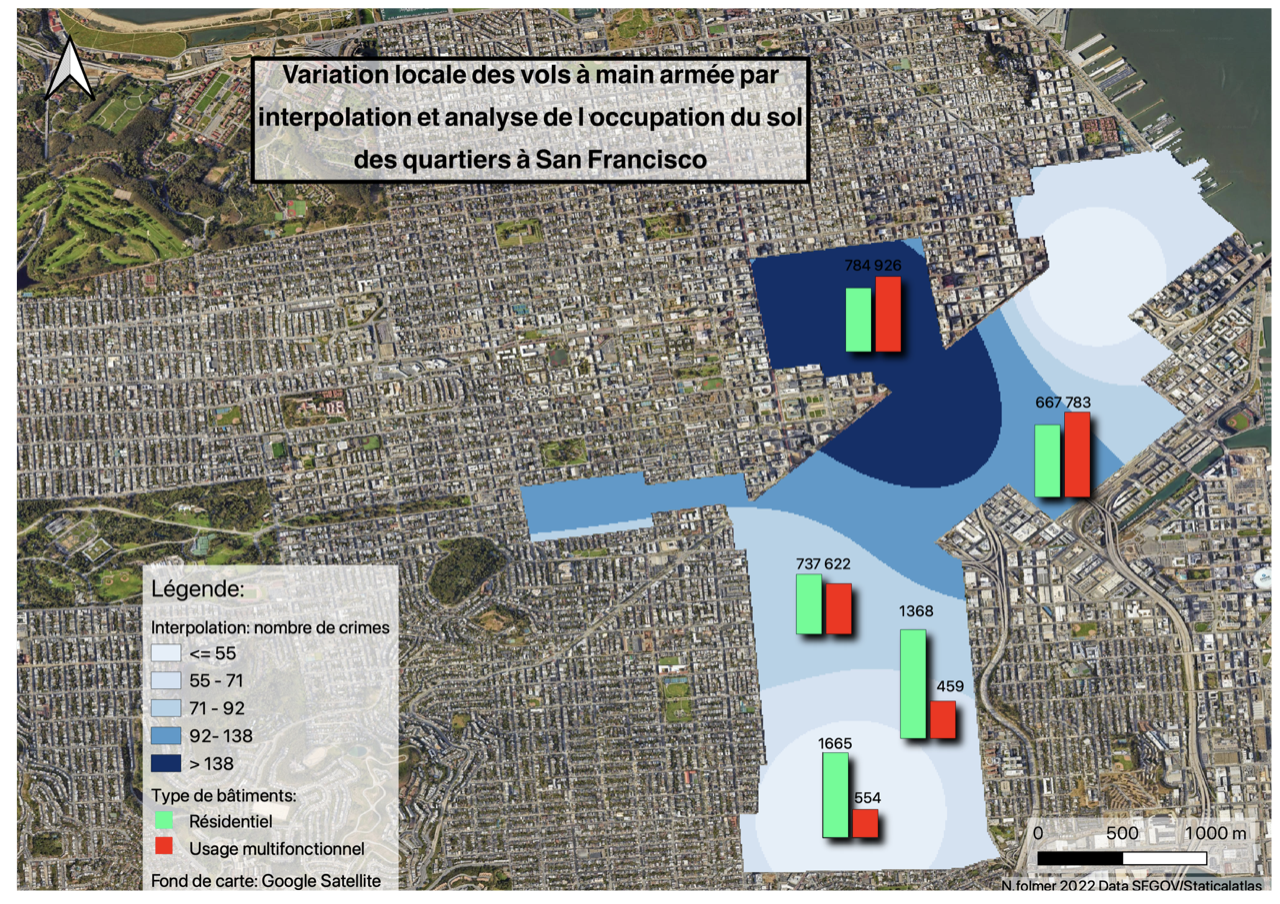 Variation locale des vols à main armée par
interpolation et analyse de l occupation du sol
des quartiers à San Francisco
784 926
667 783
737 622
1368
459
1665
554
Légende:
Interpolation: nombre de crimes
<= 55
55 - 71
71 - 92
92- 138
> 138
Type de bâtiments:
Résidentiel
Usage multifonctionnel
Fond de carte: Google Satellite
0 500 1000 m
N.folmer 2022 Data SFGOV/Staticalatlas